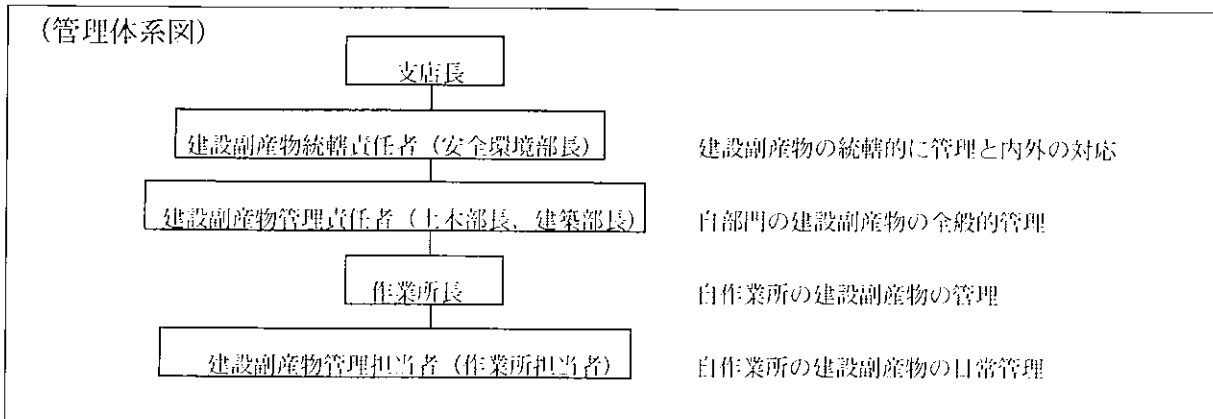 (管理体系図)
支店長
建設副産物統轄責任者(安全環境部長) 建設副産物の統轄的に管理と内外の対応
建設副産物管理責任者(土木部長、建築部長) 自部門の建設副産物の全般的管理
作業所長 自作業所の建設副産物の管理
建設副産物管理担当者(作業所担当者) 自作業所の建設副産物の日常管理